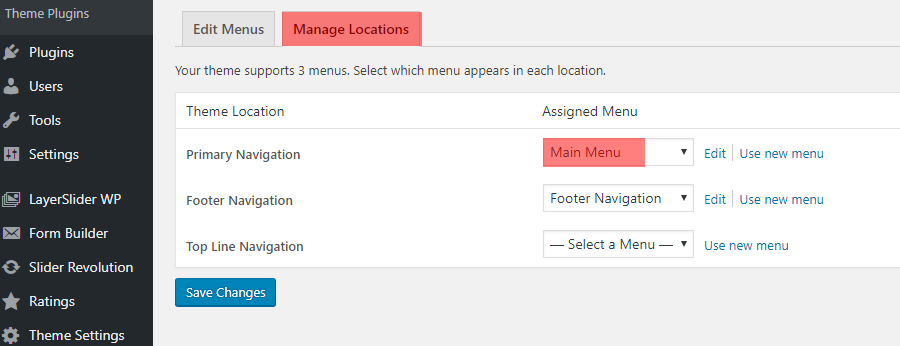 Theme Plugins
Plugins
Users
Tools
Settings
LayerSlider WP
Form Builder
Slider Revolution
Ratings
Theme Settings
Edit Menus
Manage Locations
Your theme supports 3 menus. Select which menu appears in each location.
Theme Location Assigned Menu
Primary Navigation Main Menu Edit Use new menu
Footer Navigation Footer Navigation Edit Use new menu
Top Line Navigation — Select a Menu — Use new menu
Save Changes